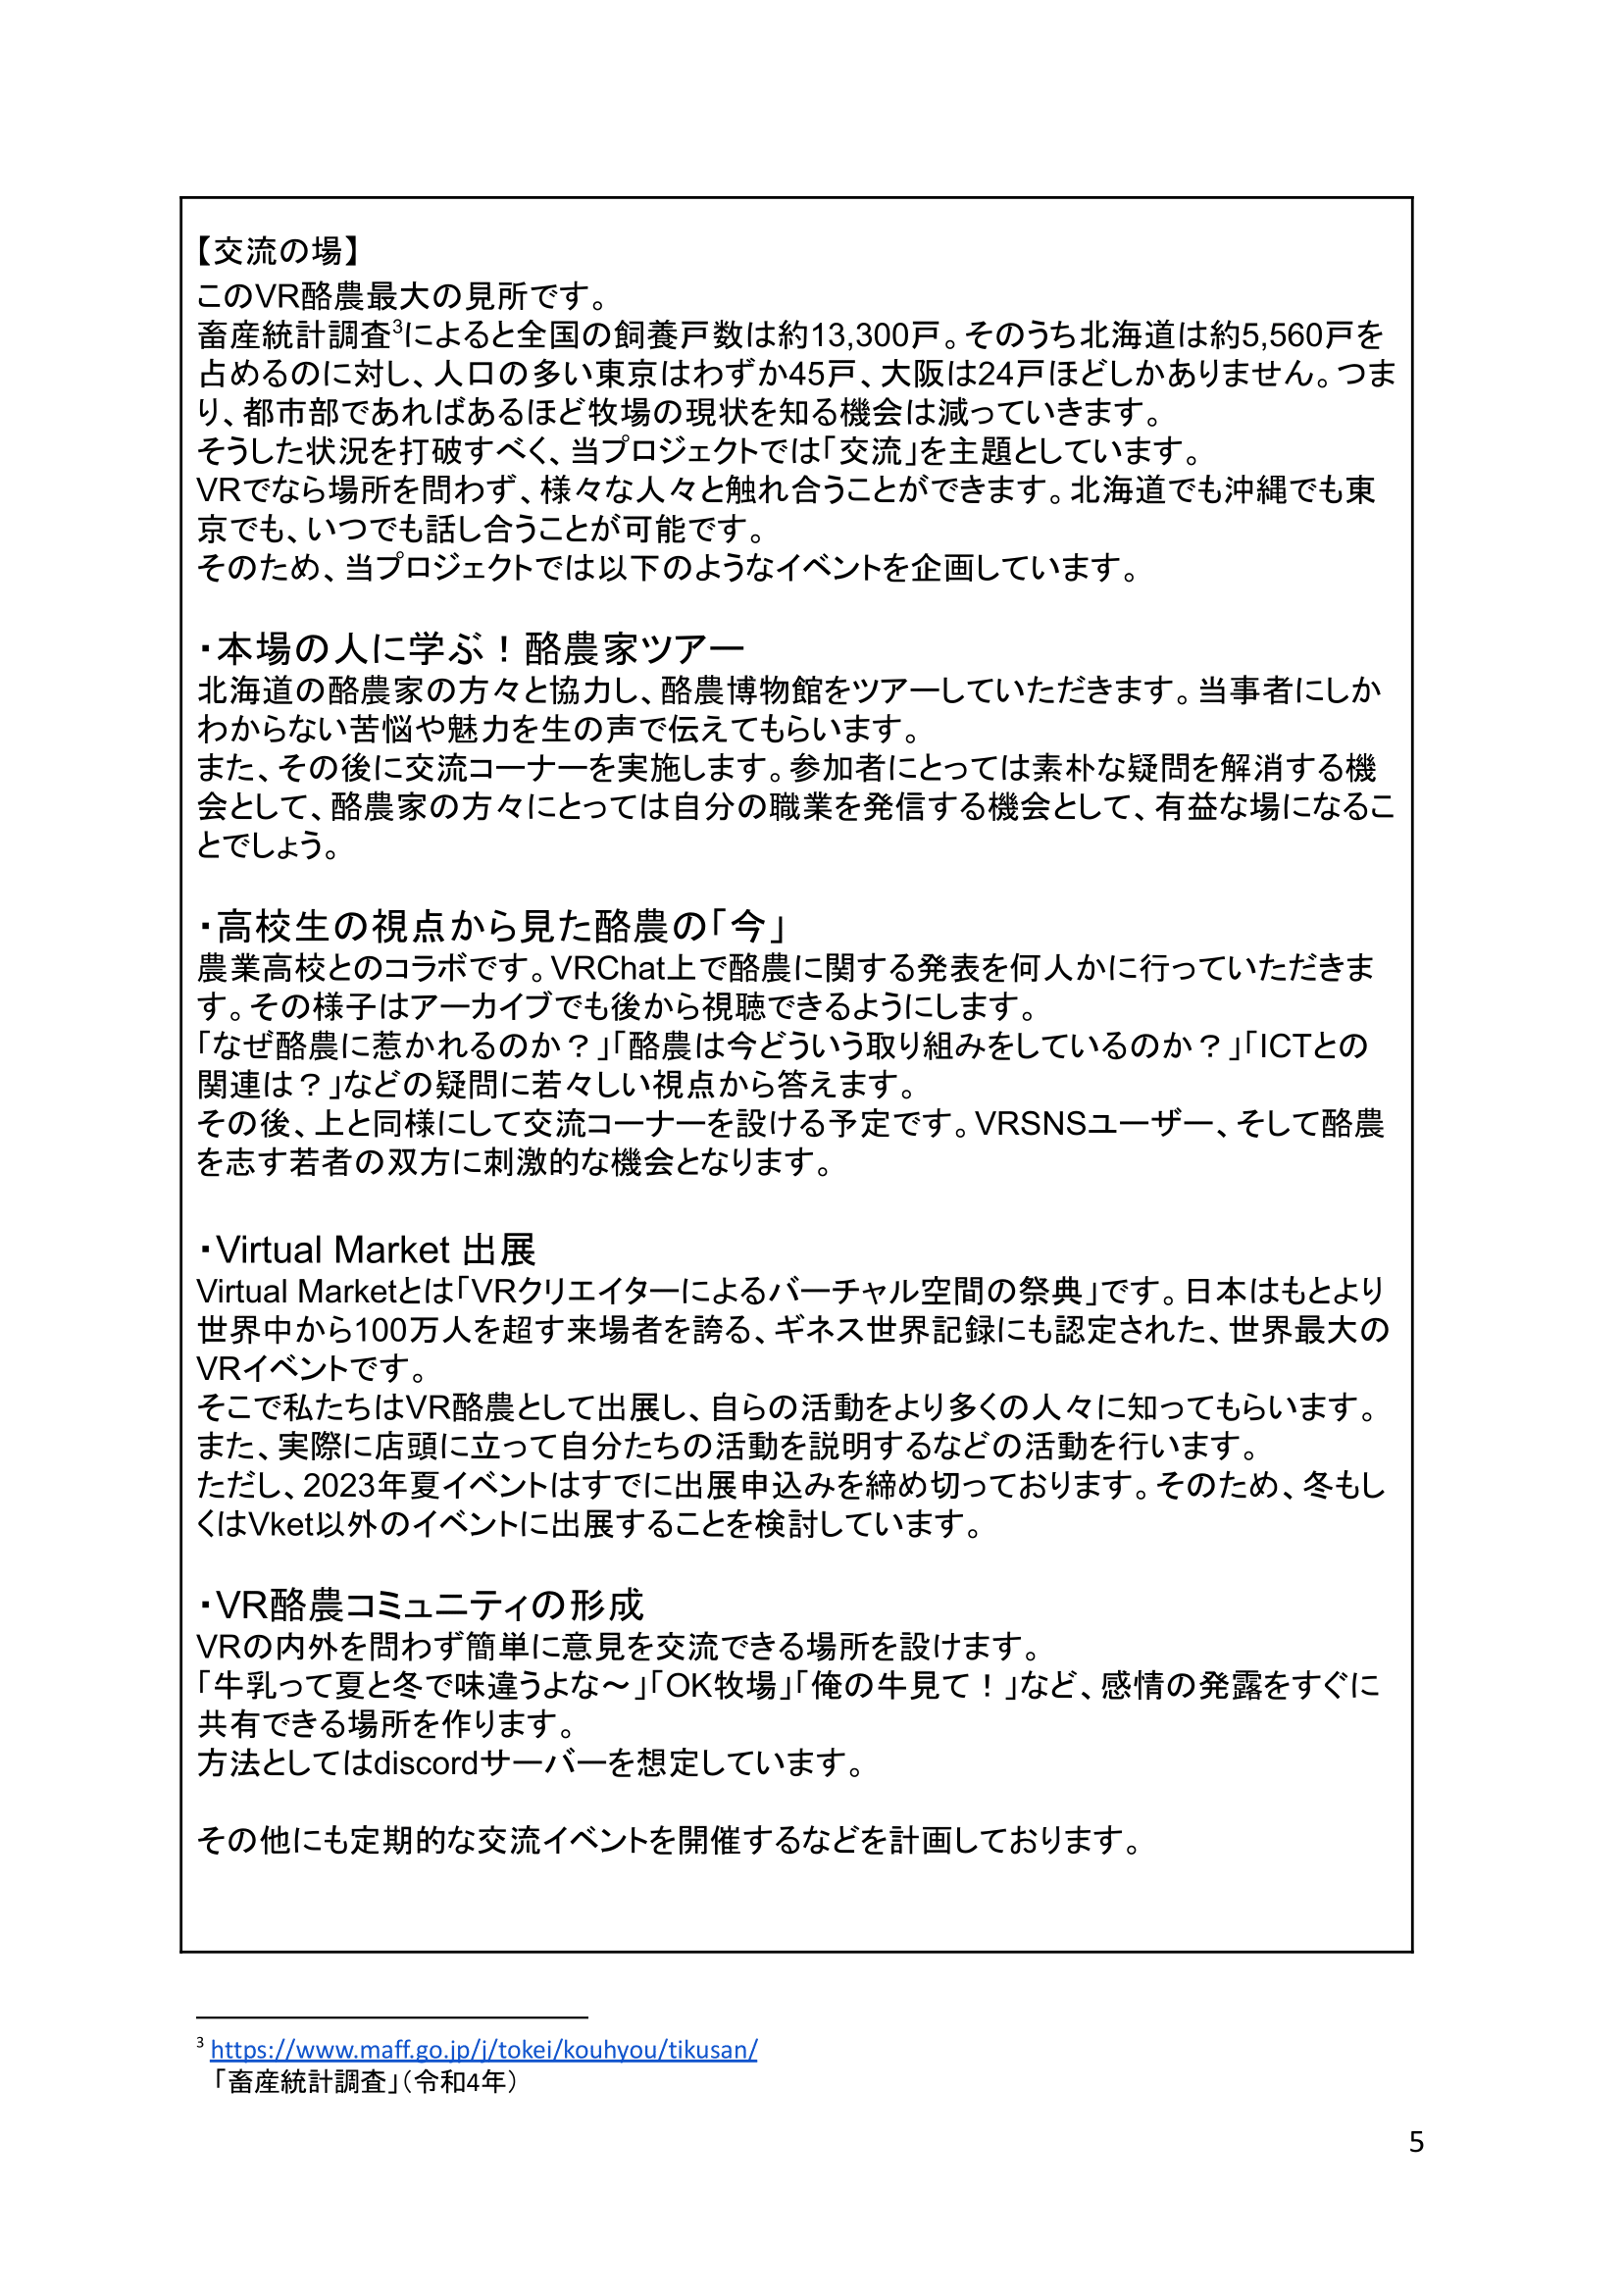 【交流の場】
このVR酪農最大の見所です。
畜産統計調査³によると全国の飼養戸数は約13,300戸。そのうち北海道は約5,560戸を
占めるのに対し、人口の多い東京はわずか45戸、大阪は24戸ほどしかありません。つま
り、都市部であればあるほど牧場の現状を知る機会は減っていきます。
そうした状況を打破すべく、当プロジェクトでは「交流」を主題としています。
VRでなら場所を問わず、様々な人々と触れ合うことができます。北海道でも沖縄でも東
京でも、いつでも話し合うことが可能です。
そのため、当プロジェクトでは以下のようなイベントを企画しています。
・本場の人に学ぶ！酪農家ツアー
北海道の酪農家の方々と協力し、酪農博物館をツアーしていただきます。当事者にしか
わからない苦悩や魅力を生の声で伝えてもらいます。
また、その後に交流コーナーを実施します。参加者にとっては素朴な疑問を解消する機
会として、酪農家の方々にとっては自分の職業を発信する機会として、有益な場になるこ
とでしょう。
・高校生の視点から見た酪農の「今」
農業高校とのコラボです。VRChat上で酪農に関する発表を何人かに行っていただきま
す。その様子はアーカイブでも後から視聴できるようにします。
「なぜ酪農に惹かれるのか？」「酪農は今どういう取り組みをしているのか？」「ICTとの
関連は？」などの疑問に若々しい視点から答えます。
その後、上と同様にして交流コーナーを設ける予定です。VRSNSユーザー、そして酪農
を志す若者の双方に刺激的な機会となります。
・Virtual Market 出展
Virtual Marketとは「VRクリエイターによるバーチャル空間の祭典」です。日本はもとより
世界中から100万人を超す来場者を誇る、ギネス世界記録にも認定された、世界最大の
VRイベントです。
そこで私たちはVR酪農として出展し、自らの活動をより多くの人々に知ってもらいます。
また、実際に店頭に立って自分たちの活動を説明するなどの活動を行います。
ただし、2023年夏イベントはすでに出展申込みを締め切っております。そのため、冬もし
くはVket以外のイベントに出展することを検討しています。
・VR酪農コミュニティの形成
VRの内外を問わず簡単に意見を交流できる場所を設けます。
「牛乳って夏と冬で味違うよな～」「OK牧場」「俺の牛見て！」など、感情の発露をすぐに
共有できる場所を作ります。
方法としてはdiscordサーバーを想定しています。
その他にも定期的な交流イベントを開催するなどを計画しております。
³ https://www.maff.go.jp/j/tokei/kouhyou/tikusan/
「畜産統計調査」（令和4年）
5